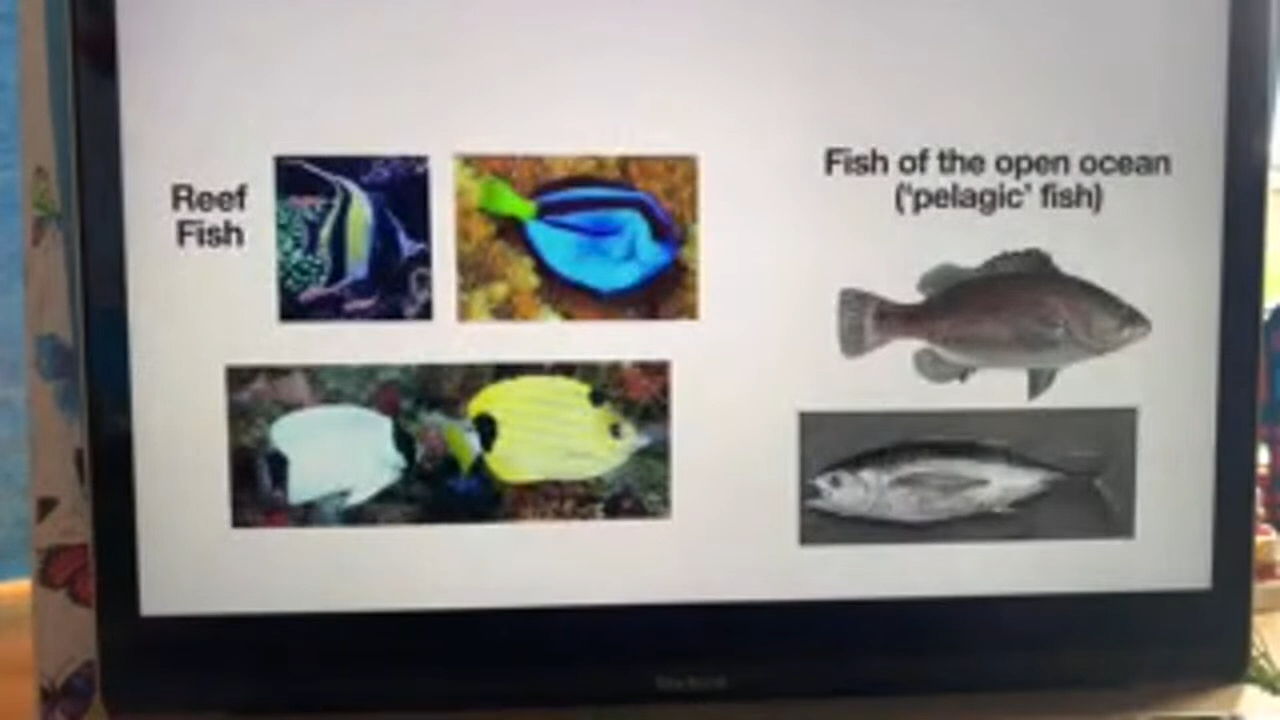 Reef
Fish
Fish of the open ocean
('pelagic' fish)